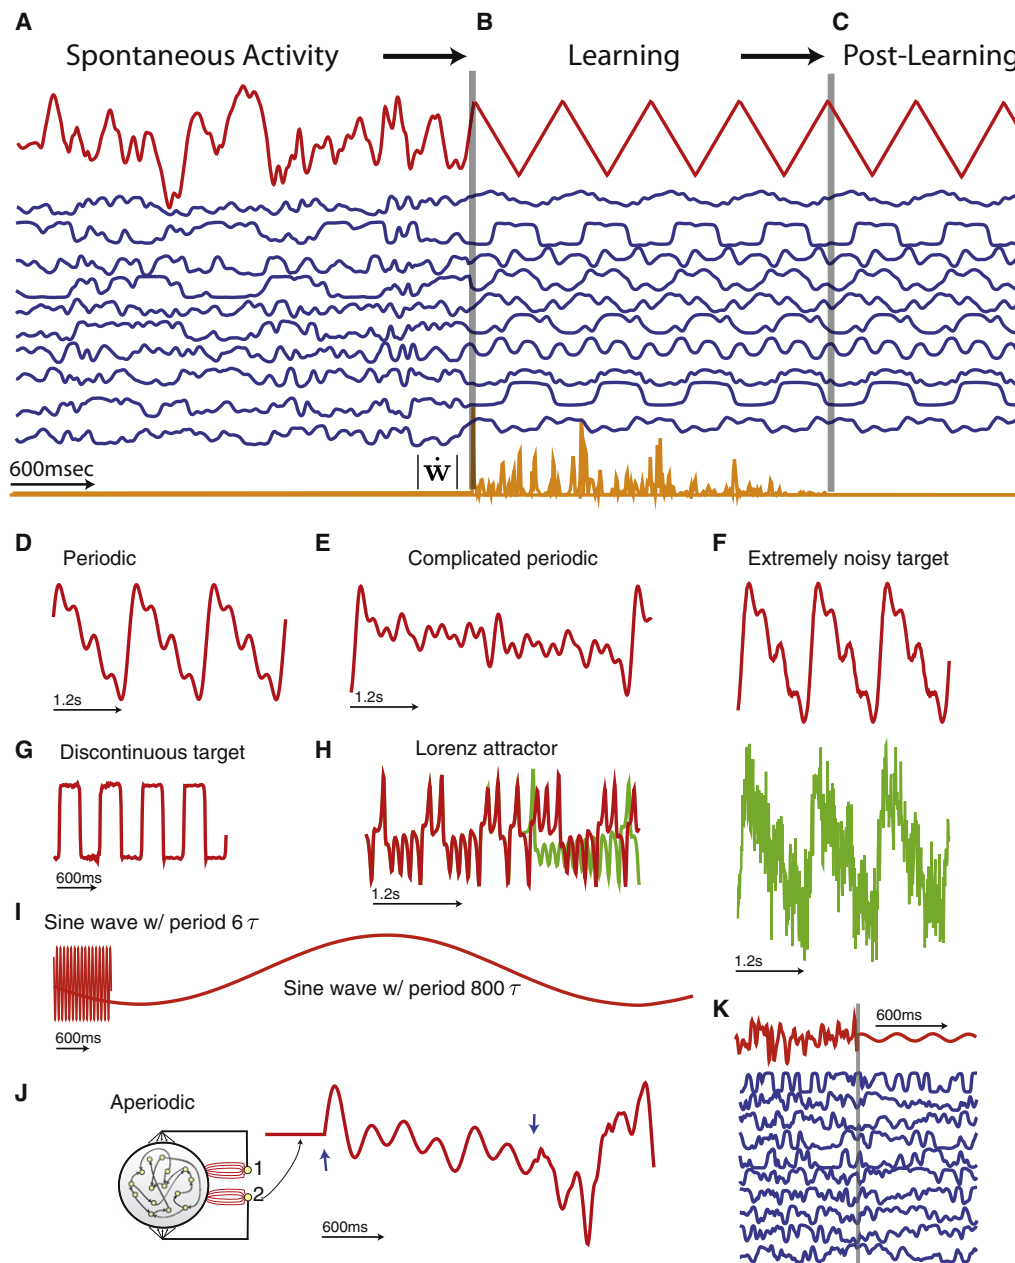 A
B
C
Spontaneous Activity
Learning
Post-Learning
600msec
|ẇ|
D
Periodic
1.2s
E
Complicated periodic
1.2s
F
Extremely noisy target
1.2s
G
Discontinuous target
600ms
H
Lorenz attractor
1.2s
I
Sine wave w/ period 6 τ
Sine wave w/ period 800 τ
600ms
J
Aperiodic
1
2
600ms
K
600ms